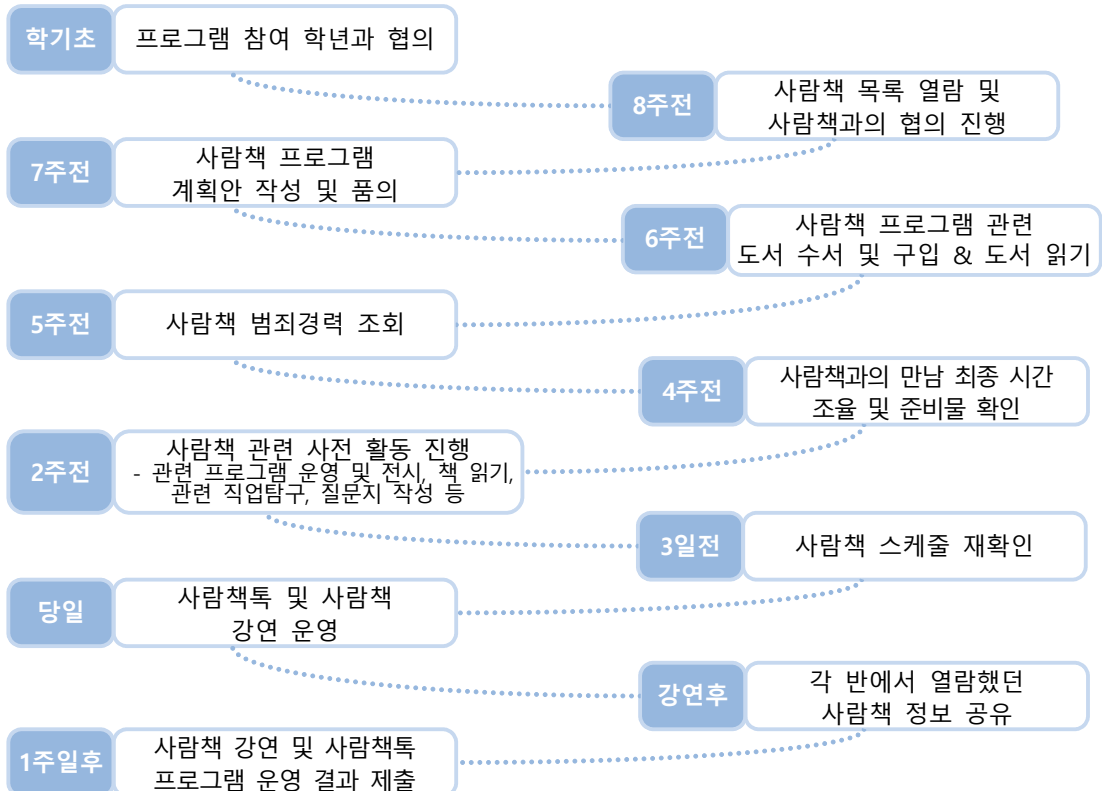 학기초
프로그램 참여 학년과 협의
8주전
사람책 목록 열람 및
사람책과의 협의 진행
7주전
사람책 프로그램
계획안 작성 및 품의
6주전
사람책 프로그램 관련
도서 수서 및 구입 & 도서 읽기
5주전
사람책 범죄경력 조회
4주전
사람책과의 만남 최종 시간
조율 및 준비물 확인
2주전
사람책 관련 사전 활동 진행
- 관련 프로그램 운영 및 전시, 책 읽기,
관련 직업탐구, 질문지 작성 등
3일전
사람책 스케줄 재확인
당일
사람책톡 및 사람책
강연 운영
강연후
각 반에서 열람했던
사람책 정보 공유
1주일후
사람책 강연 및 사람책톡
프로그램 운영 결과 제출